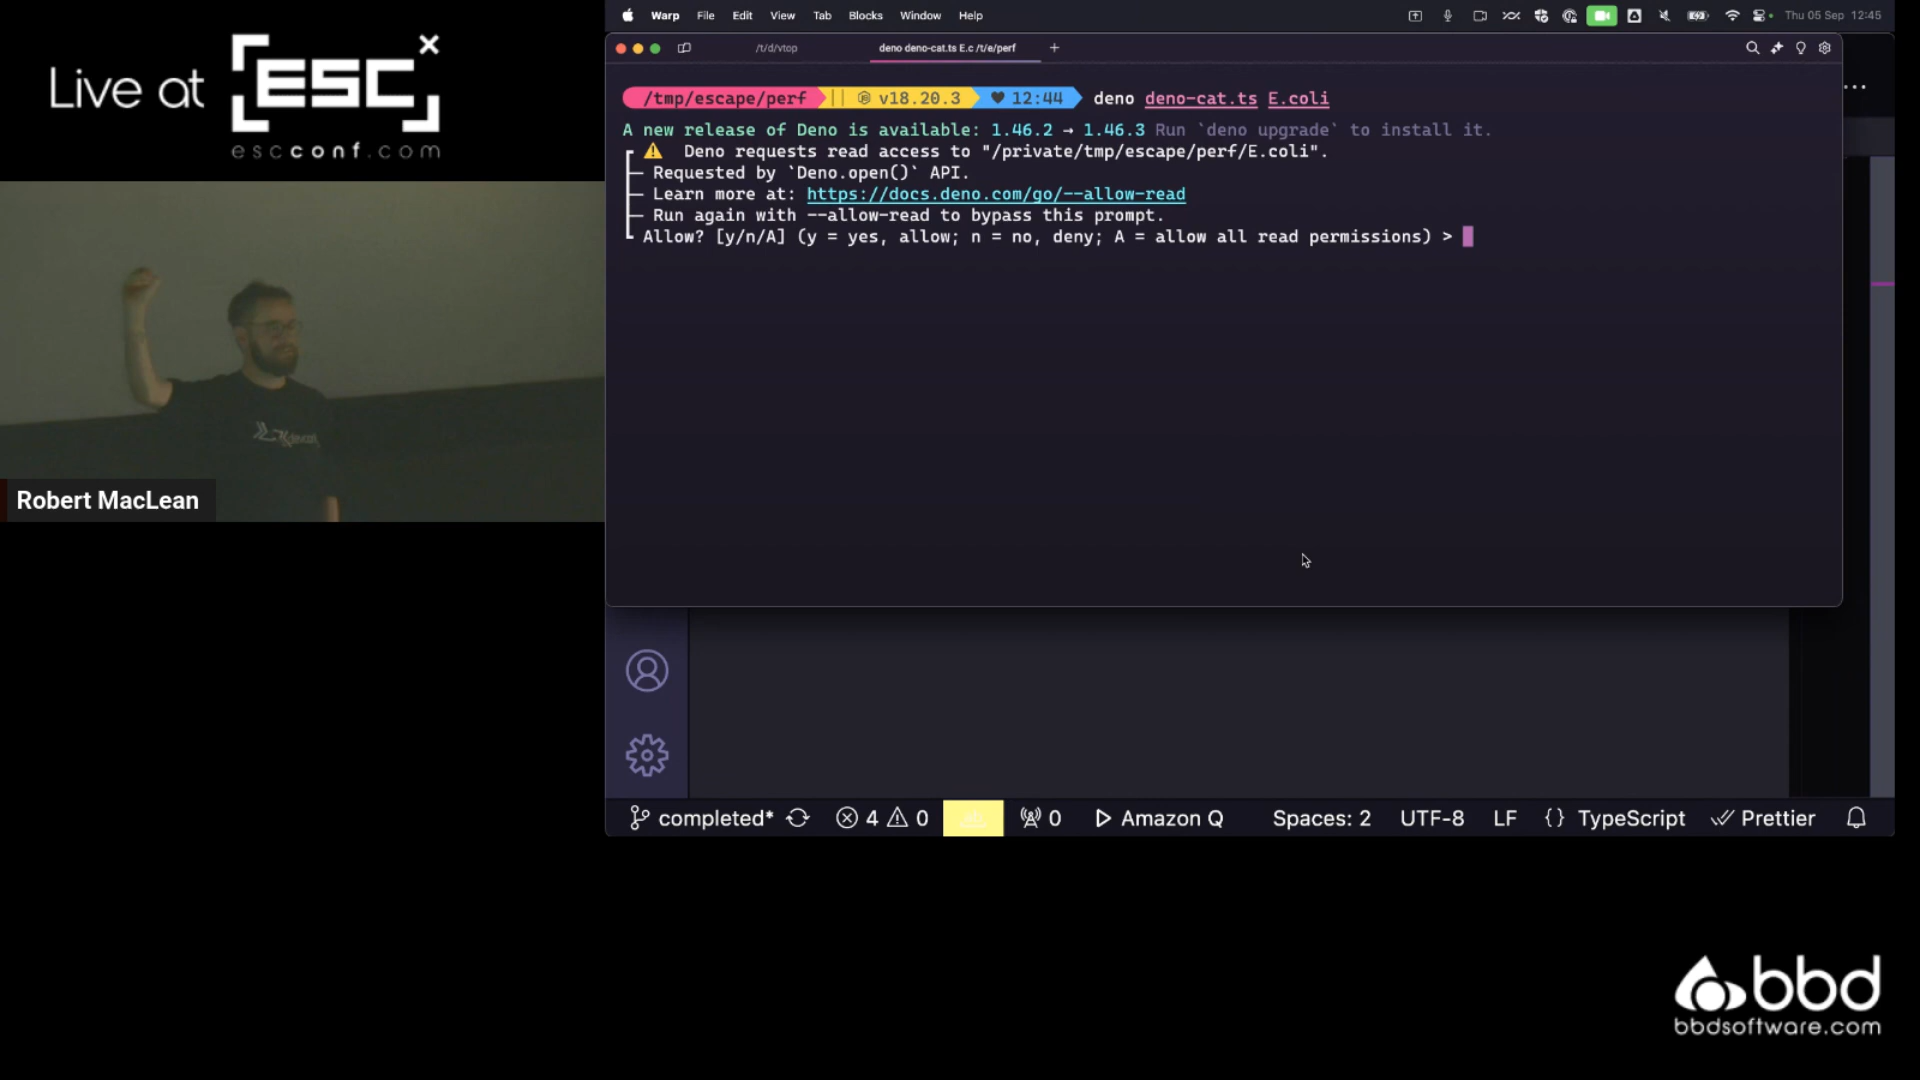 Live at ESC
escconf.com
Warp File Edit View Tab Blocks Window Help
Thu 05 Sep 12:45
/t/d/vtop
deno deno-cat.ts E.c /t/e/perf
/tmp/escape/perf || v18.20.3 ♥ 12:44 deno deno-cat.ts E.coli
A new release of Deno is available: 1.46.2 → 1.46.3 Run `deno upgrade` to install it.
Deno requests read access to "/private/tmp/escape/perf/E.coli".
Requested by `Deno.open()` API.
Learn more at: https://docs.deno.com/go/--allow-read
Run again with --allow-read to bypass this prompt.
Allow? [y/n/A] (y = yes, allow; n = no, deny; A = allow all read permissions) >
Robert MacLean
completed* 4 0 0 Amazon Q Spaces: 2 UTF-8 LF {} TypeScript Prettier
bbd
bbdsoftware.com